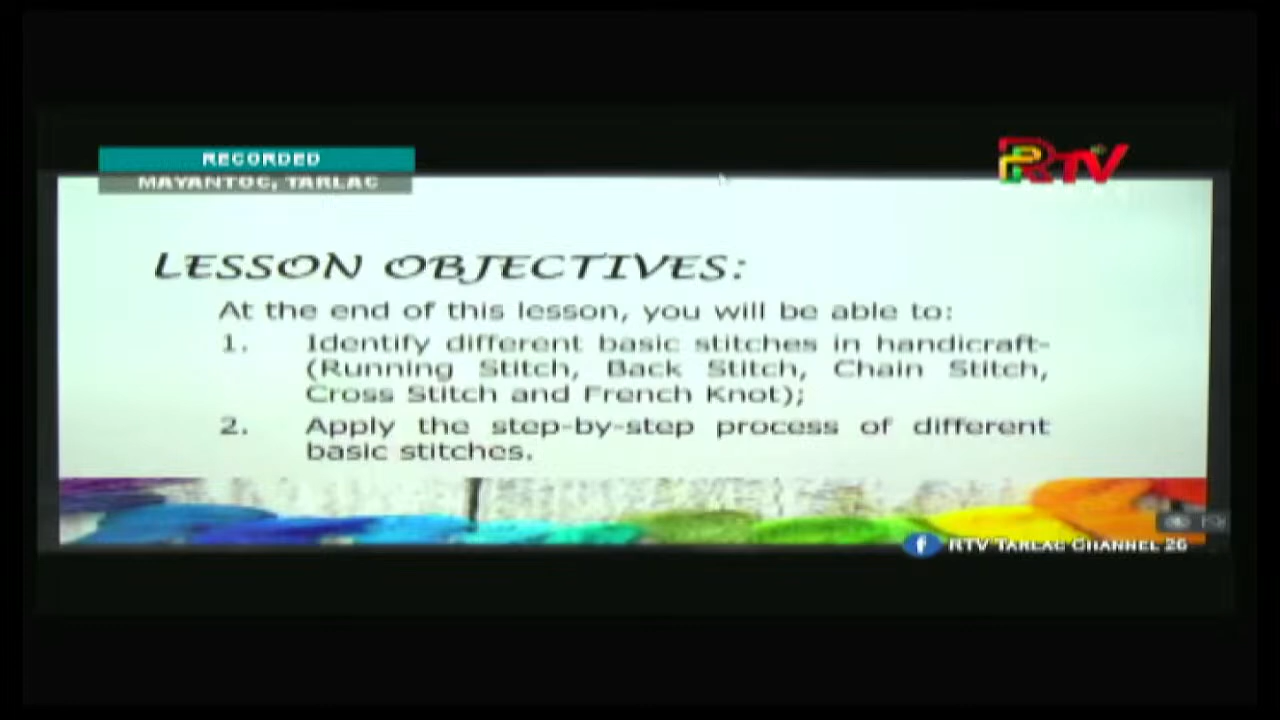 RECORDED
MAYANTOC, TARLAC
RTV
LESSON OBJECTIVES:
At the end of this lesson, you will be able to:
1. Identify different basic stitches in handicraft-
(Running Stitch, Back Stitch, Chain Stitch,
Cross Stitch and French Knot);
2. Apply the step-by-step process of different
basic stitches.
f RTV TARLAC CHANNEL 26